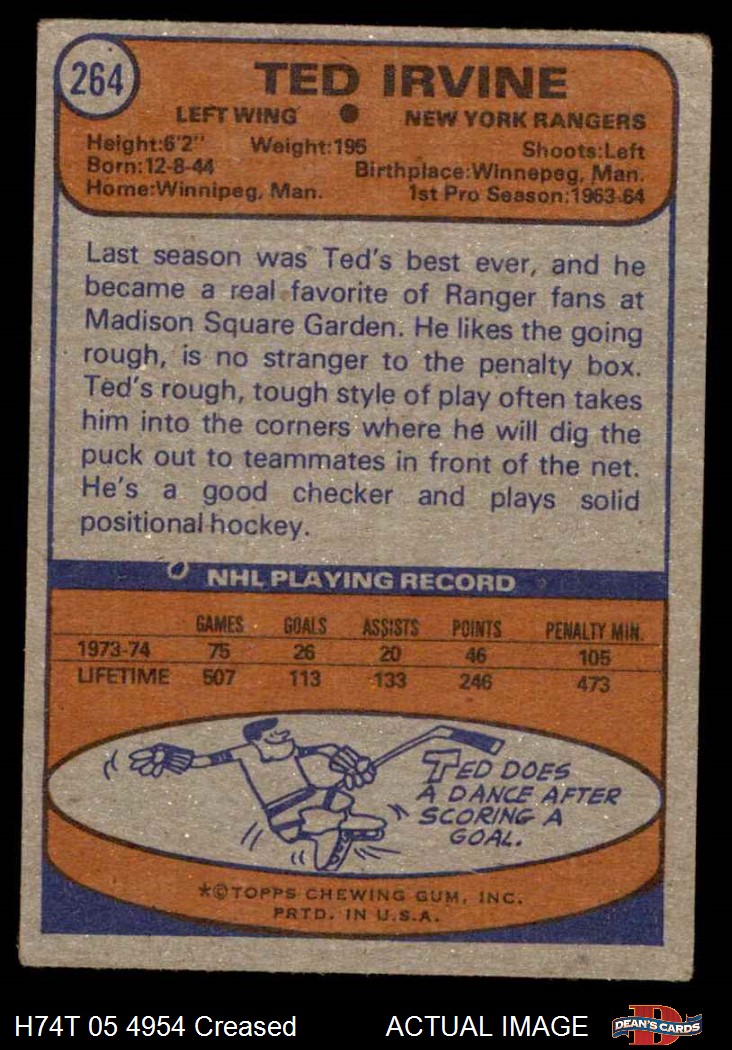 264
TED IRVINE
LEFT WING ● NEW YORK RANGERS
Height:6'2" Weight:195 Shoots:Left
Born:12-8-44 Birthplace:Winnepeg, Man.
Home:Winnipeg, Man. 1st Pro Season:1963-64
Last season was Ted's best ever, and he
became a real favorite of Ranger fans at
Madison Square Garden. He likes the going
rough, is no stranger to the penalty box.
Ted's rough, tough style of play often takes
him into the corners where he will dig the
puck out to teammates in front of the net.
He's a good checker and plays solid
positional hockey.
NHL PLAYING RECORD
GAMES GOALS ASSISTS POINTS PENALTY MIN.
1973-74 75 26 20 46 105
LIFETIME 507 113 133 246 473
TED DOES
A DANCE AFTER
SCORING A
GOAL.
*©TOPPS CHEWING GUM, INC.
PRTD. IN U.S.A.
H74T 05 4954 Creased ACTUAL IMAGE DEAN'S CARDS